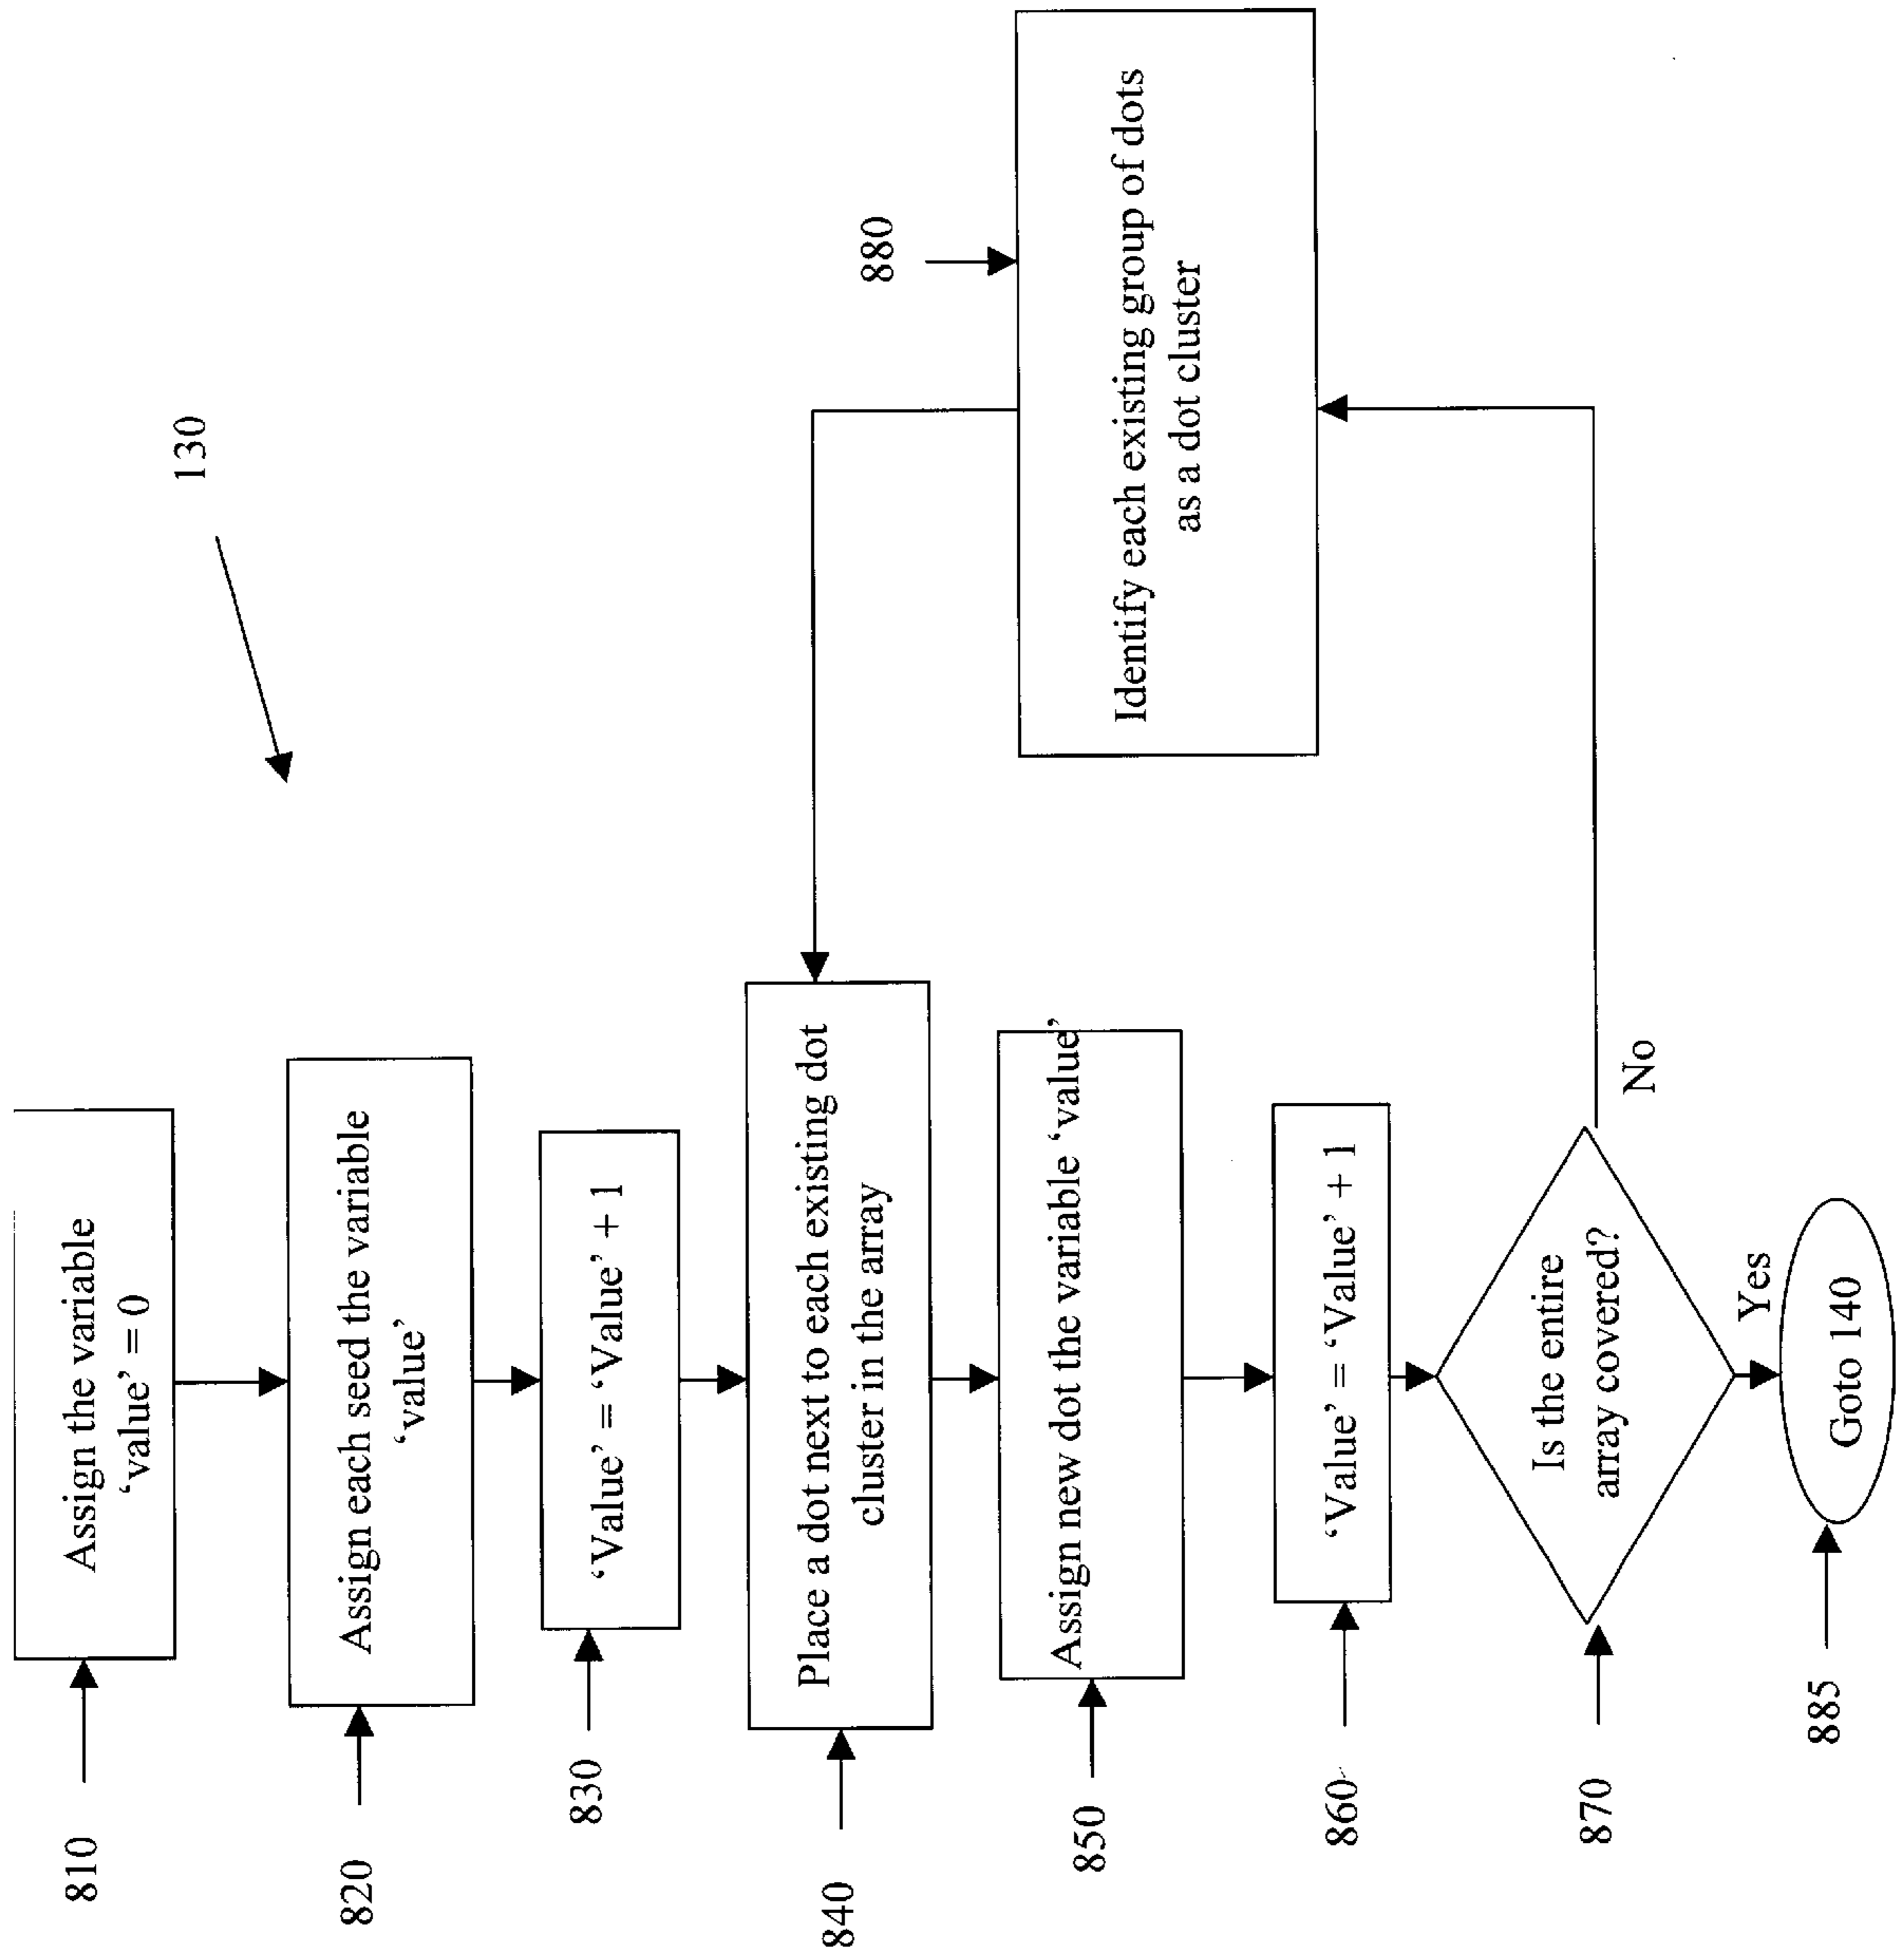 130
810
Assign the variable
‘value’ = 0
820
Assign each seed the variable
‘value’
830
‘Value’ = ‘Value’ + 1
840
Place a dot next to each existing dot
cluster in the array
850
Assign new dot the variable ‘value’
860
‘Value’ = ‘Value’ + 1
870
Is the entire
array covered?
No
880
Identify each existing group of dots
as a dot cluster
Yes
885
Goto 140